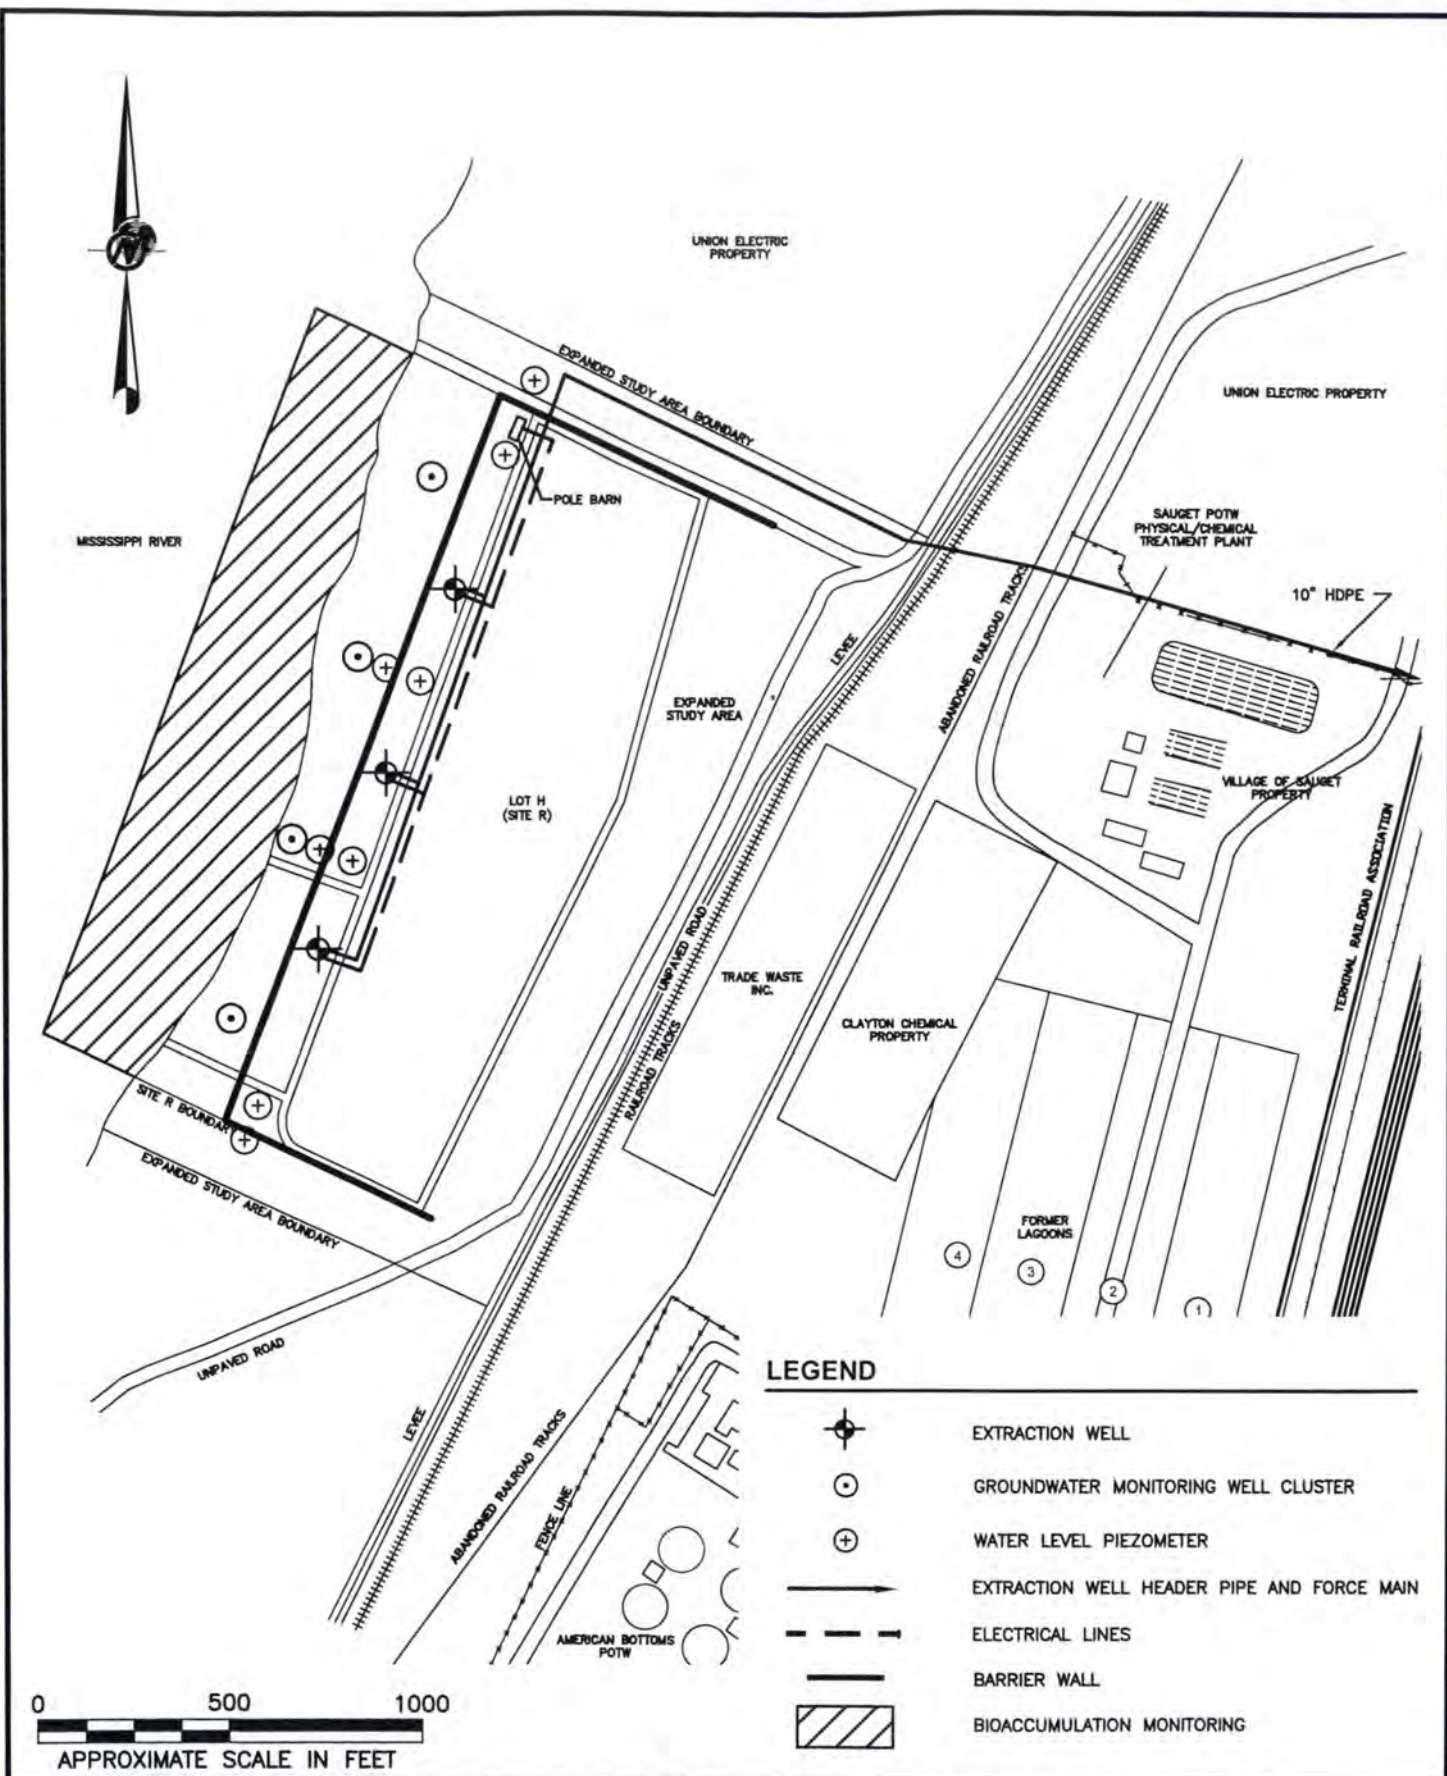 UNION ELECTRIC
PROPERTY
EXPANDED STUDY AREA BOUNDARY
UNION ELECTRIC PROPERTY
POLE BARN
MISSISSIPPI RIVER
SAUGET POTW
PHYSICAL/CHEMICAL
TREATMENT PLANT
10" HDPE
LEVEE
ABANDONED RAILROAD TRACKS
EXPANDED
STUDY AREA
LOT H
(SITE R)
VILLAGE OF SAUGET
PROPERTY
TERMINAL RAILROAD ASSOCIATION
UNPAVED ROAD
RAILROAD TRACKS
TRADE WASTE
INC.
CLAYTON CHEMICAL
PROPERTY
SITE R BOUNDARY
EXPANDED STUDY AREA BOUNDARY
FORMER
LAGOONS
4
3
2
1
UNPAVED ROAD
LEVEE
ABANDONED RAILROAD TRACKS
FENCE LINE
AMERICAN BOTTOMS
POTW
LEGEND
EXTRACTION WELL
GROUNDWATER MONITORING WELL CLUSTER
WATER LEVEL PIEZOMETER
EXTRACTION WELL HEADER PIPE AND FORCE MAIN
ELECTRICAL LINES
BARRIER WALL
BIOACCUMULATION MONITORING
0 500 1000
APPROXIMATE SCALE IN FEET